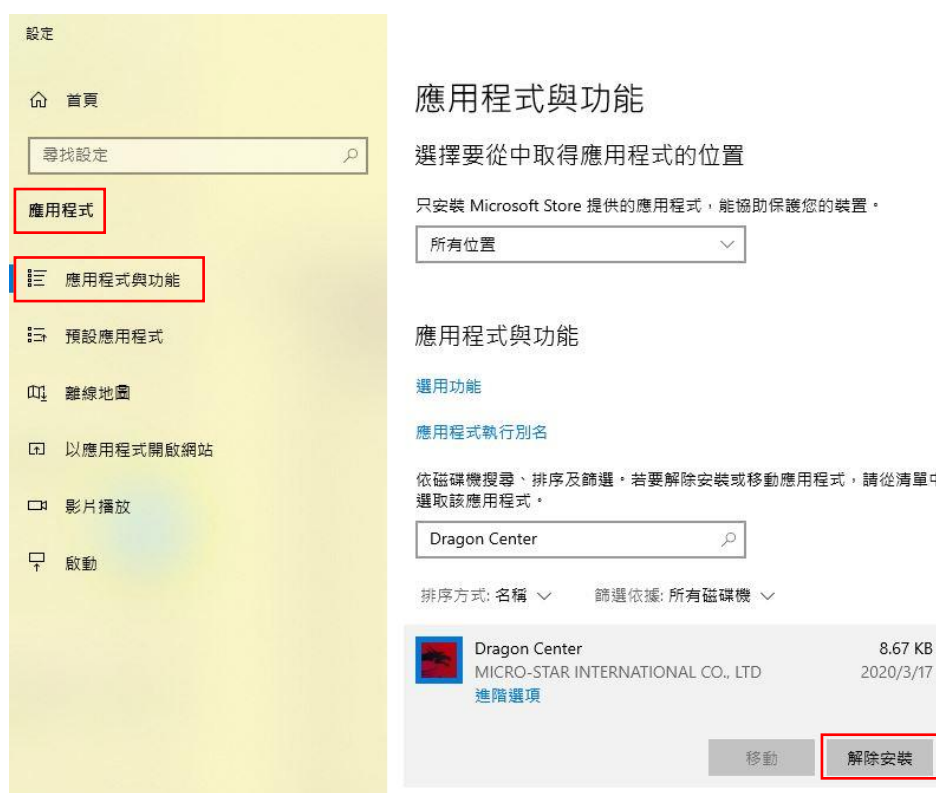 設定
首頁
尋找設定
應用程式
應用程式與功能
預設應用程式
離線地圖
以應用程式開啟網站
影片播放
啟動
應用程式與功能
選擇要從中取得應用程式的位置
只安裝 Microsoft Store 提供的應用程式，能協助保護您的裝置。
所有位置
應用程式與功能
選用功能
應用程式執行別名
依磁碟機搜尋、排序及篩選。若要解除安裝或移動應用程式，請從清單中
選取該應用程式。
Dragon Center
排序方式: 名稱 篩選依據: 所有磁碟機
Dragon Center 8.67 KB
MICRO-STAR INTERNATIONAL CO., LTD 2020/3/17
進階選項
移動 解除安裝